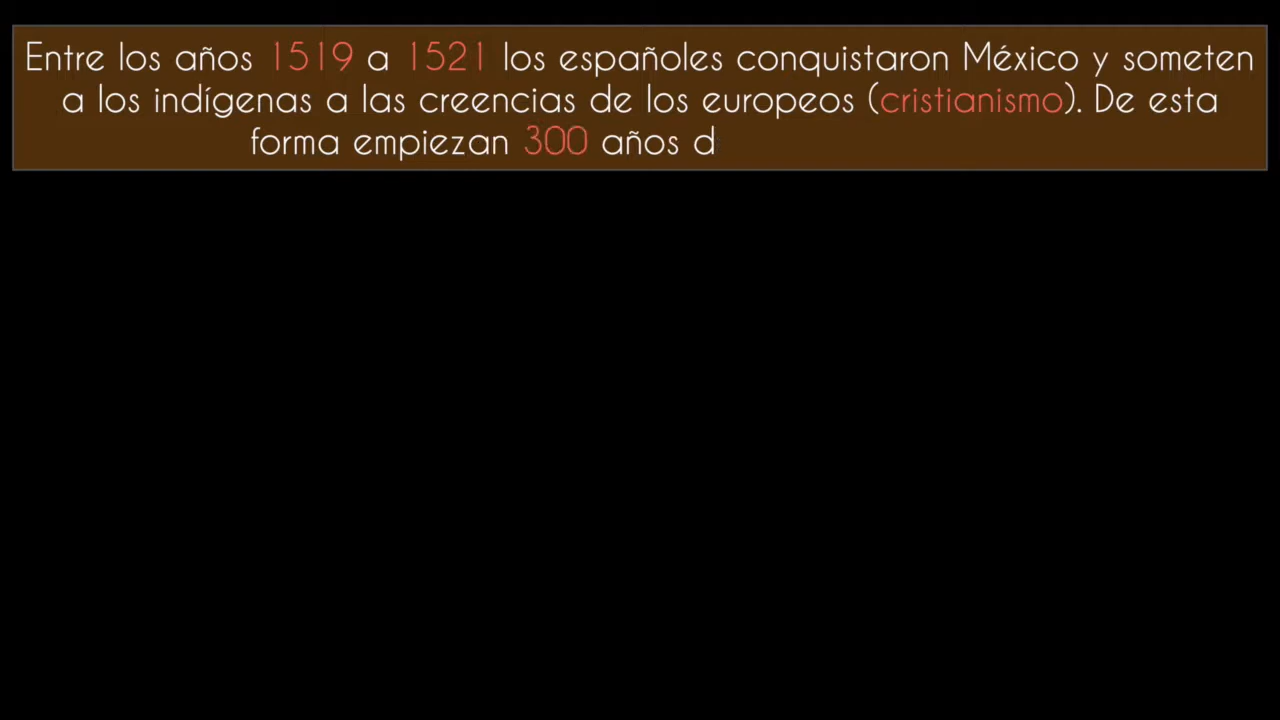 Entre los años 1519 a 1521 los españoles conquistaron México y someten
a los indígenas a las creencias de los europeos (cristianismo). De esta
forma empiezan 300 años d